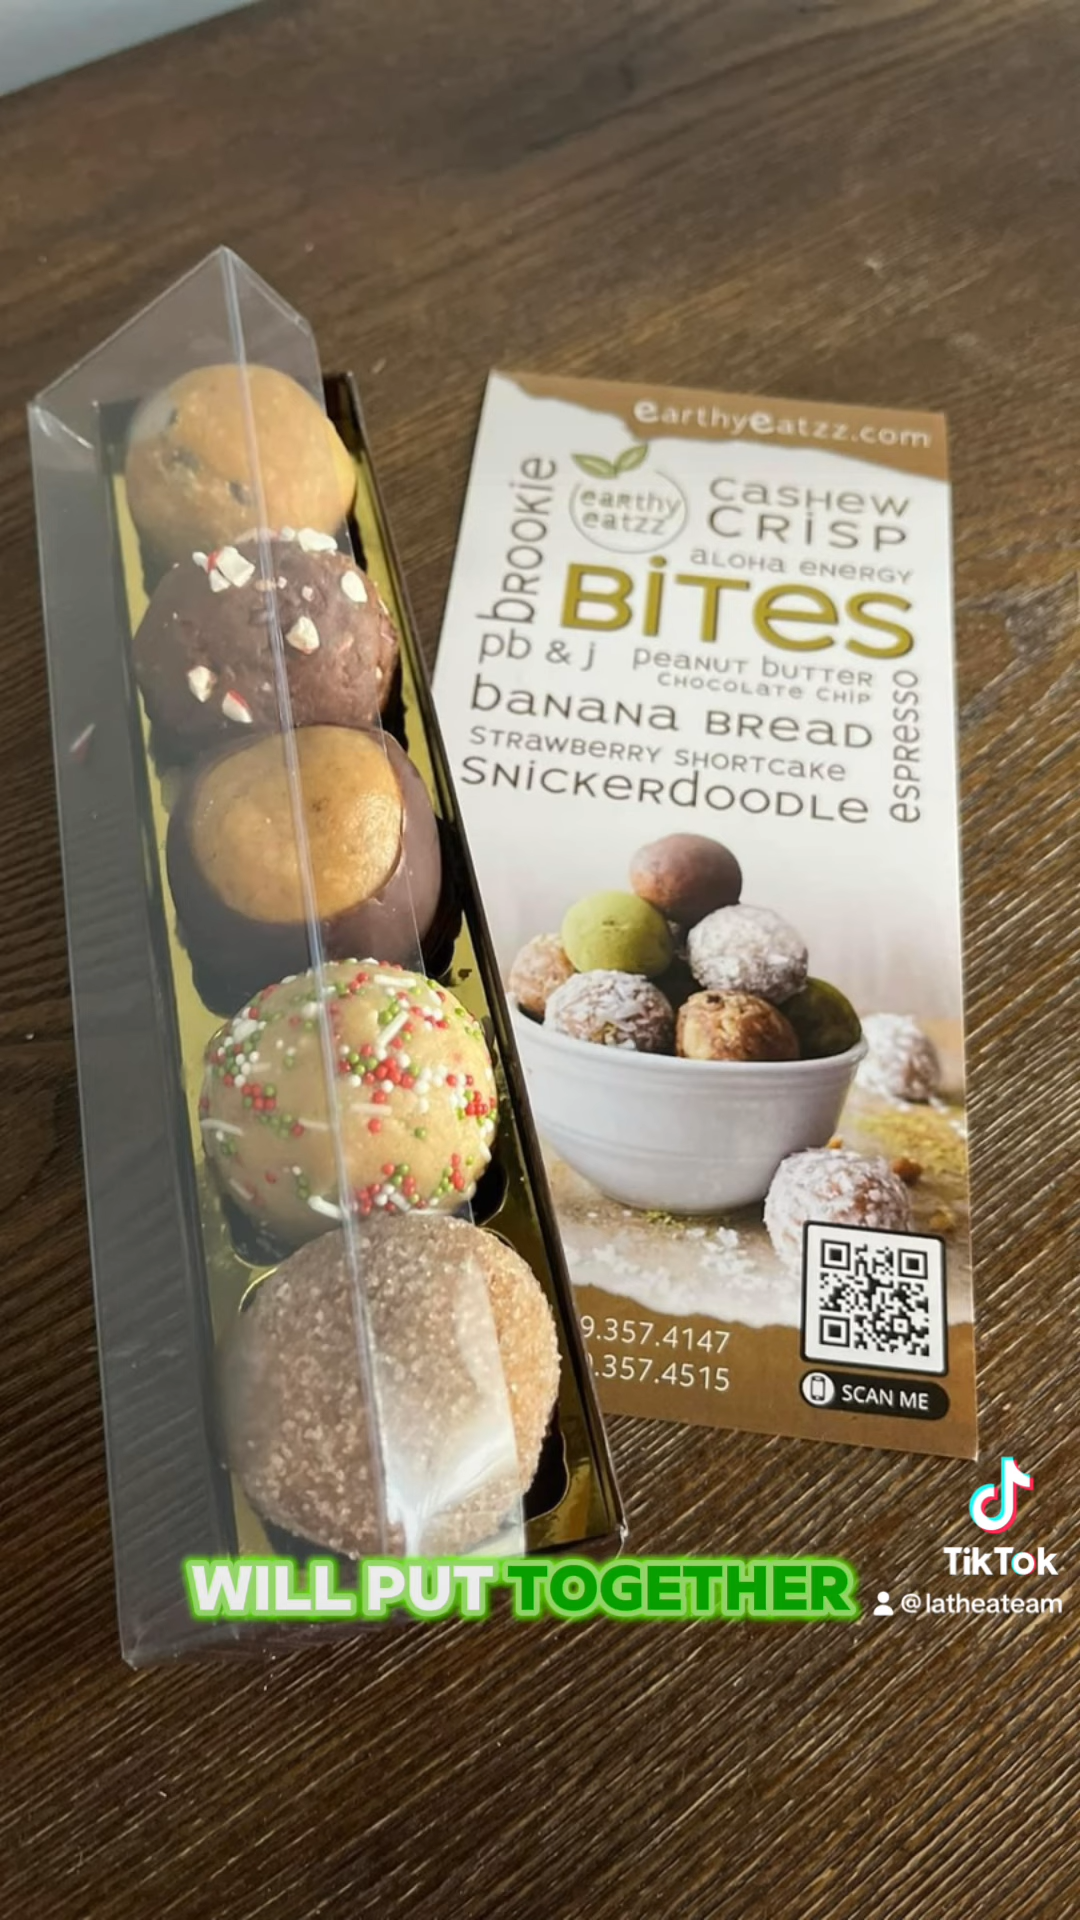 earthyeatzz.com
earthy
eatzz
brookie
CASHEW
CRISP
ALOHA ENERGY
BiTES
pb & j
PEANUT BUTTER
CHOCOLATE CHIP
BANANA BREAD
STRAWBERRY SHORTCAKE
SNICKERDOODLE
espresso
9.357.4147
.357.4515
SCAN ME
TikTok
@latheateam
WILL PUT TOGETHER